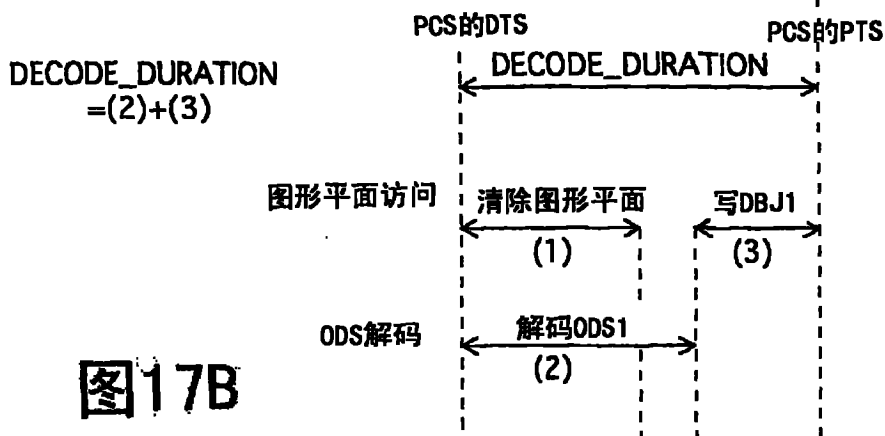 PCS的DTS
PCS的PTS
DECODE_DURATION
=(2)+(3)
DECODE_DURATION
图形平面访问
清除图形平面
写DBJ1
(1)
(3)
ODS解码
解码ODS1
(2)
图17B